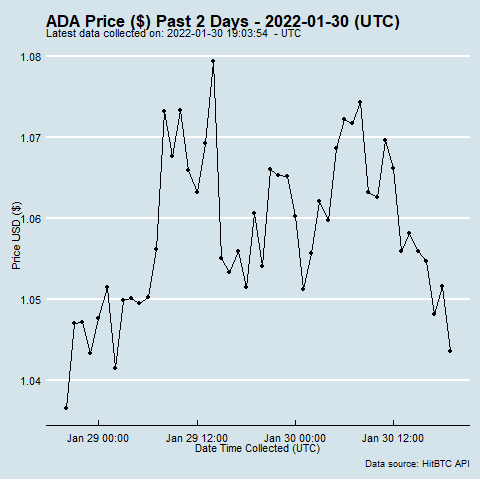 ADA Price ($) Past 2 Days - 2022-01-30 (UTC)
Latest data collected on: 2022-01-30 19:03:54  - UTC
1.08
1.07
1.06
1.05
1.04
Price USD ($)
Jan 29 00:00 Jan 29 12:00 Jan 30 00:00 Jan 30 12:00
Date Time Collected (UTC)
Data source: HitBTC API